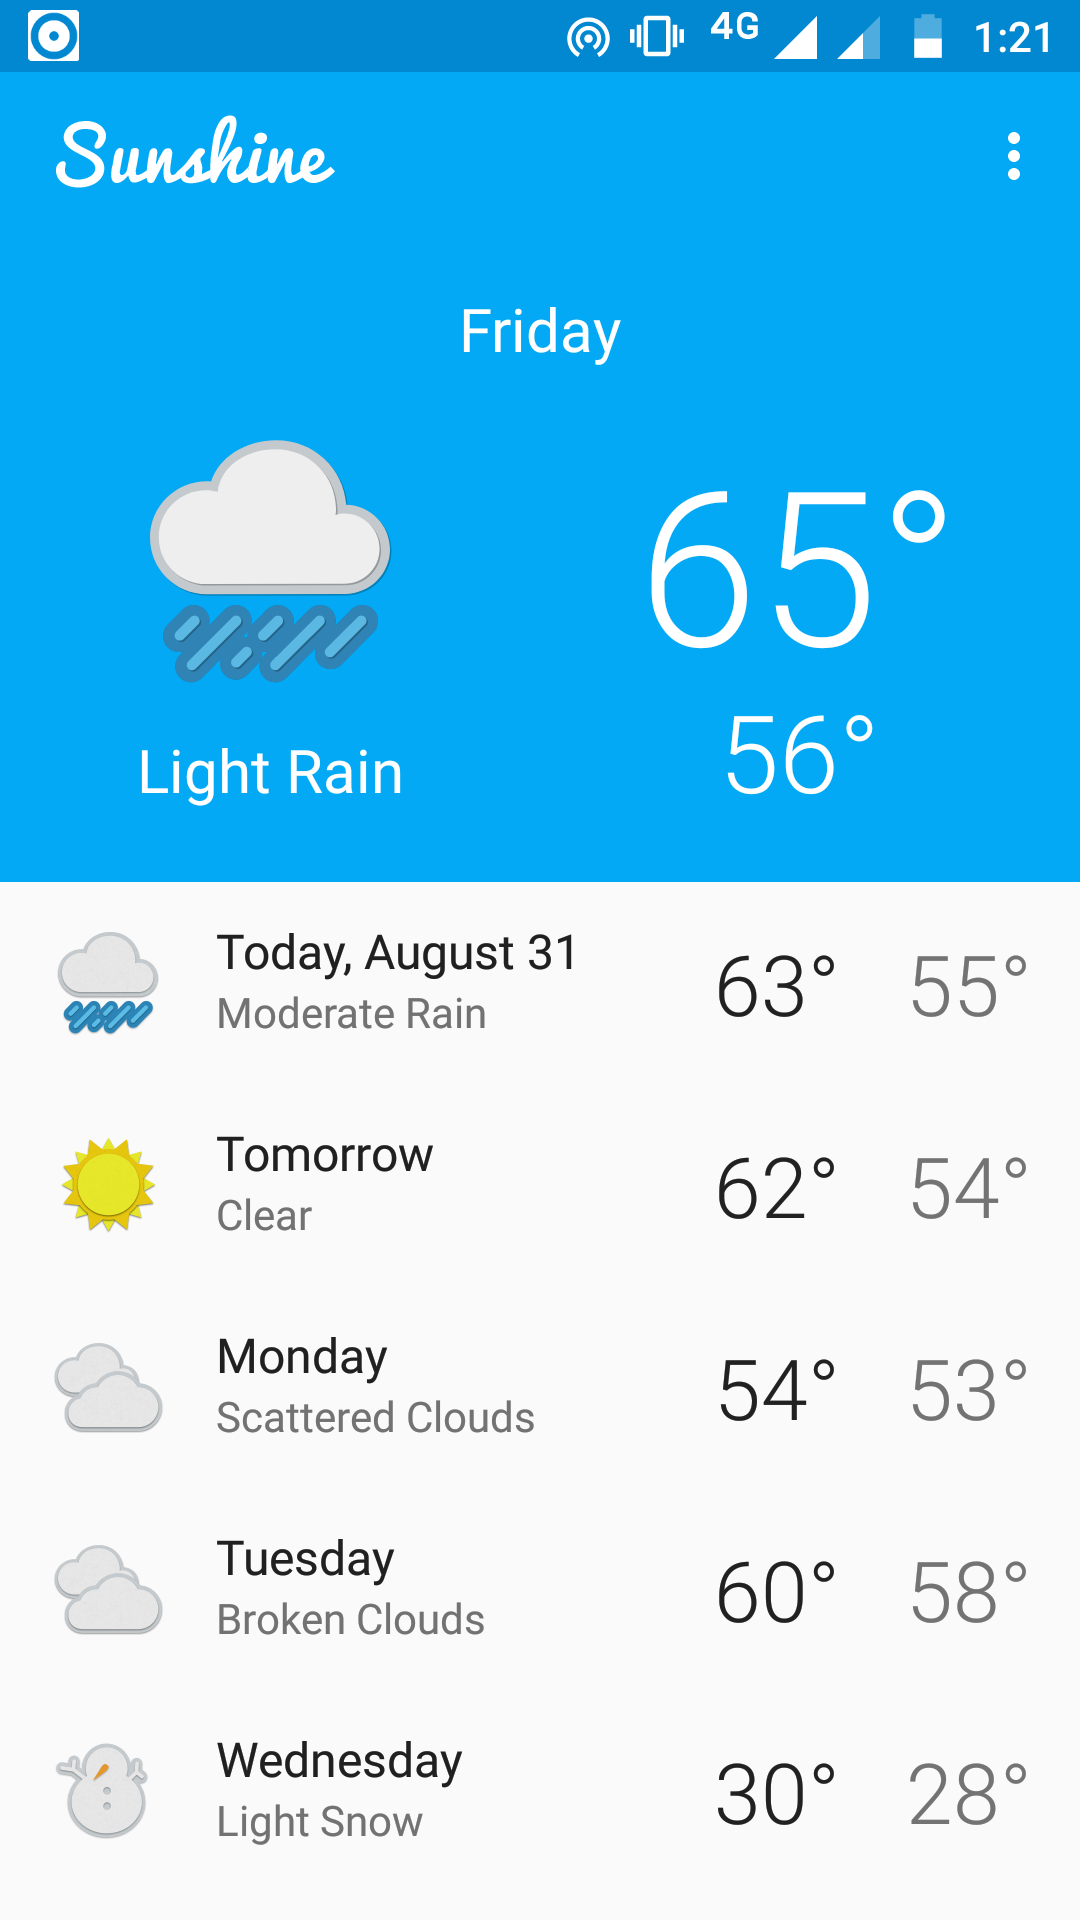 4G 1:21
Sunshine
Friday
65°
56°
Light Rain
Today, August 31
Moderate Rain
63° 55°
Tomorrow
Clear
62° 54°
Monday
Scattered Clouds
54° 53°
Tuesday
Broken Clouds
60° 58°
Wednesday
Light Snow
30° 28°